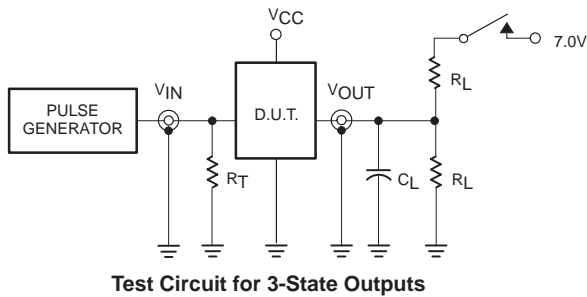 VCC
7.0V
RL
VIN
VOUT
PULSE
GENERATOR
D.U.T.
RT
CL
RL
Test Circuit for 3-State Outputs